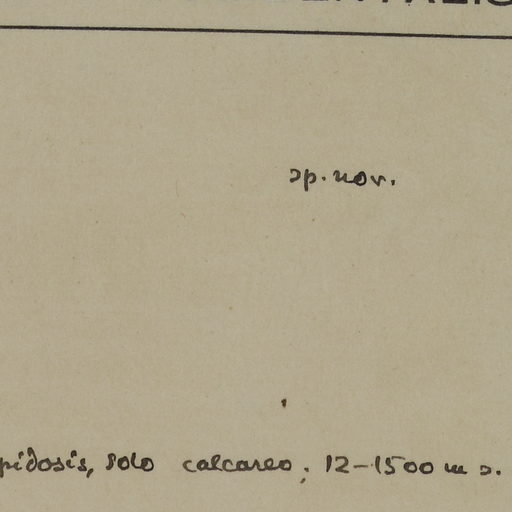 sp. nov.
pidosis, solo calcareo; 12-1500 m s.